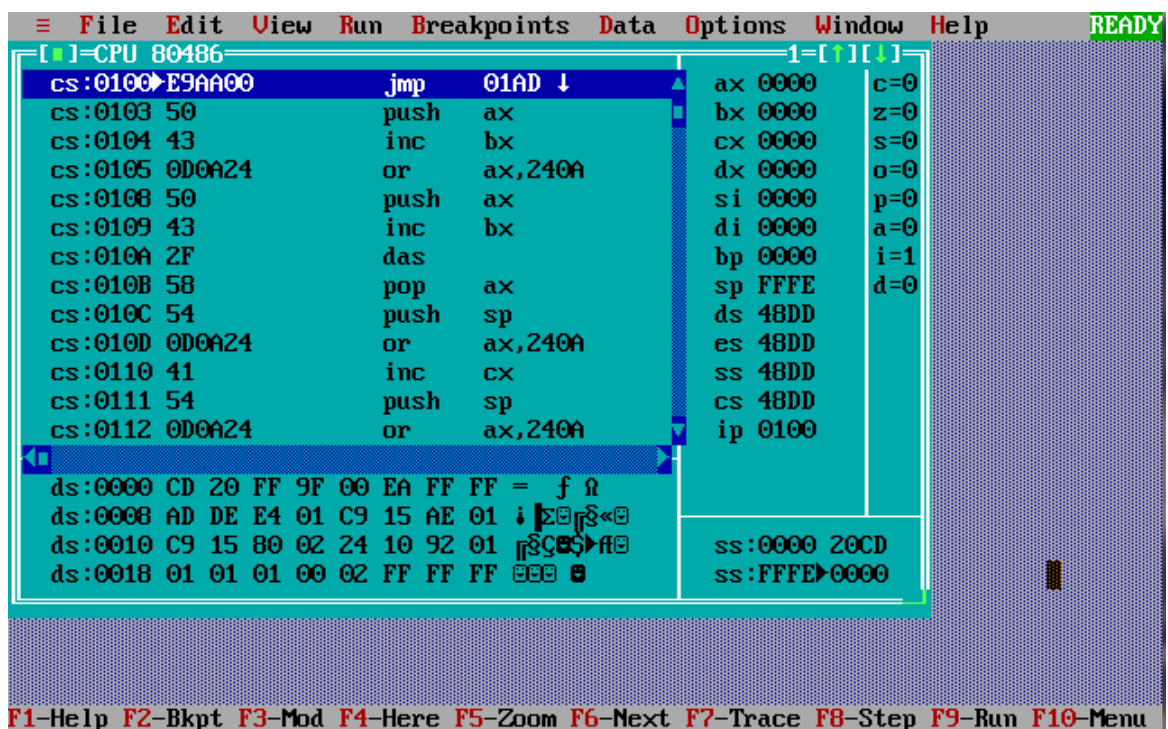 ≡ File Edit View Run Breakpoints Data Options Window Help READY
[■]=CPU 80486 1=[↑][↓]
cs:0100►E9AA00 jmp 01AD ↓ ax 0000 c=0
cs:0103 50 push ax bx 0000 z=0
cs:0104 43 inc bx cx 0000 s=0
cs:0105 0D0A24 or ax,240A dx 0000 o=0
cs:0108 50 push ax si 0000 p=0
cs:0109 43 inc bx di 0000 a=0
cs:010A 2F das bp 0000 i=1
cs:010B 58 pop ax sp FFFE d=0
cs:010C 54 push sp ds 48DD
cs:010D 0D0A24 or ax,240A es 48DD
cs:0110 41 inc cx ss 48DD
cs:0111 54 push sp cs 48DD
cs:0112 0D0A24 or ax,240A ip 0100
ds:0000 CD 20 FF 9F 00 EA FF FF = ƒ Ω
ds:0008 AD DE E4 01 C9 15 AE 01 ¡▐Σ☺╔§«☺
ds:0010 C9 15 80 02 24 10 92 01 ╔§Ç☻$►Æ☺ ss:0000 20CD
ds:0018 01 01 01 00 02 FF FF FF ☺☺☺ ☻ ss:FFFE►0000
F1-Help F2-Bkpt F3-Mod F4-Here F5-Zoom F6-Next F7-Trace F8-Step F9-Run F10-Menu